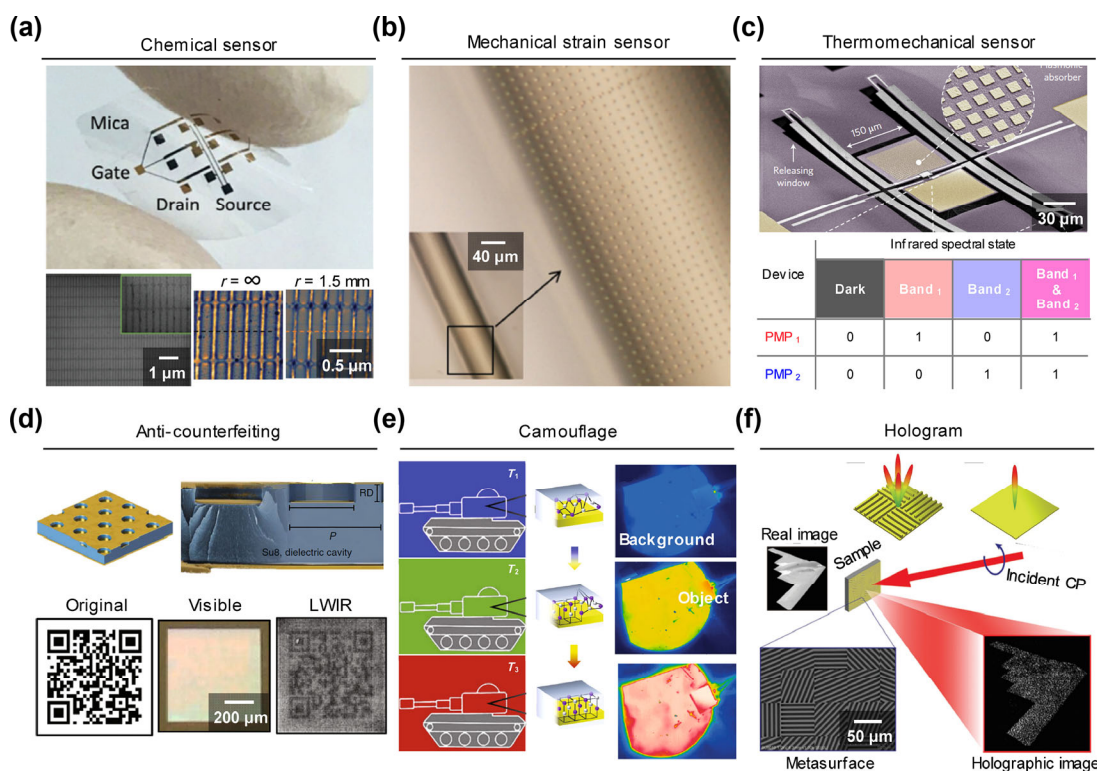 (a)
Chemical sensor
Mica
Gate
Drain
Source
1 μm
r = ∞
r = 1.5 mm
0.5 μm
(b)
Mechanical strain sensor
40 μm
(c)
Thermomechanical sensor
absorber
150 μm
Releasing
window
30 μm
Infrared spectral state
Device
Dark
Band 1
Band 2
Band 1
&
Band 2
PMP 1
0
1
0
1
PMP 2
0
0
1
1
(d)
Anti-counterfeiting
RD
P
Su8, dielectric cavity
Original
Visible
LWIR
200 μm
(e)
Camouflage
T1
T2
T3
Background
Object
(f)
Hologram
Real image
Sample
Incident CP
50 μm
Metasurface
Holographic image